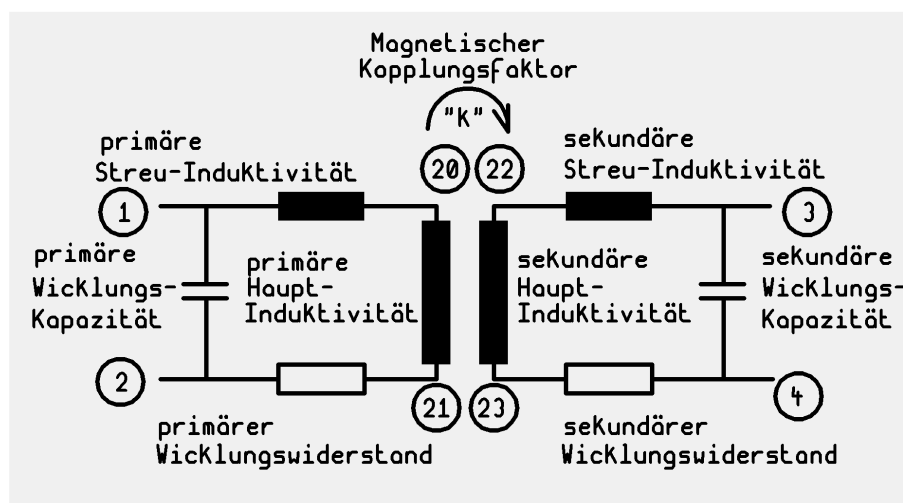 Magnetischer
Kopplungsfaktor
"K"
primäre
Streu-Induktivität
20
22
sekundäre
Streu-Induktivität
1
3
primäre
Wicklungs-
Kapazität
primäre
Haupt-
Induktivität
sekundäre
Haupt-
Induktivität
sekundäre
Wicklungs-
Kapazität
2
21
23
4
primärer
Wicklungswiderstand
sekundärer
Wicklungswiderstand